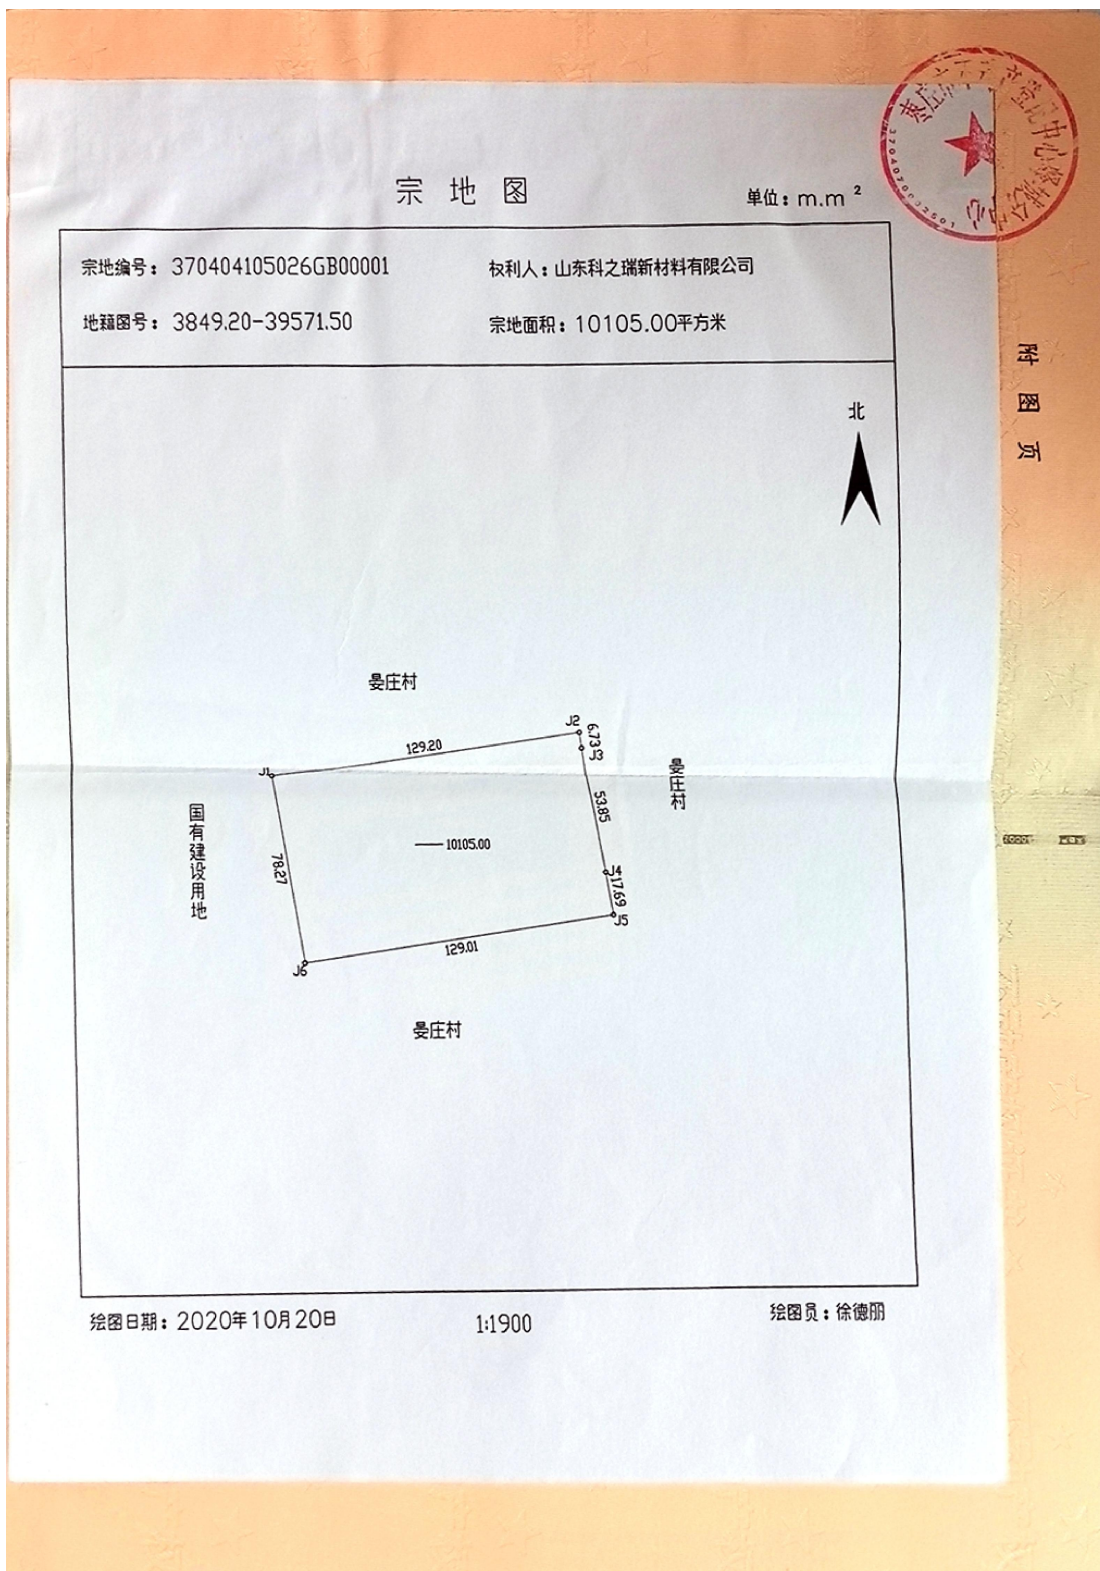 宗地图
单位：m.m²
宗地编号：370404105026GB00001
权利人：山东科之瑞新材料有限公司
地籍图号：3849.20-39571.50
宗地面积：10105.00平方米
附图页
北
晏庄村
J2
6.73
J3
129.20
J1
晏庄村
国有建设用地
53.85
10105.00
78.27
J4
17.69
J5
129.01
J6
晏庄村
绘图日期：2020年10月20日
1:1900
绘图员：徐德丽